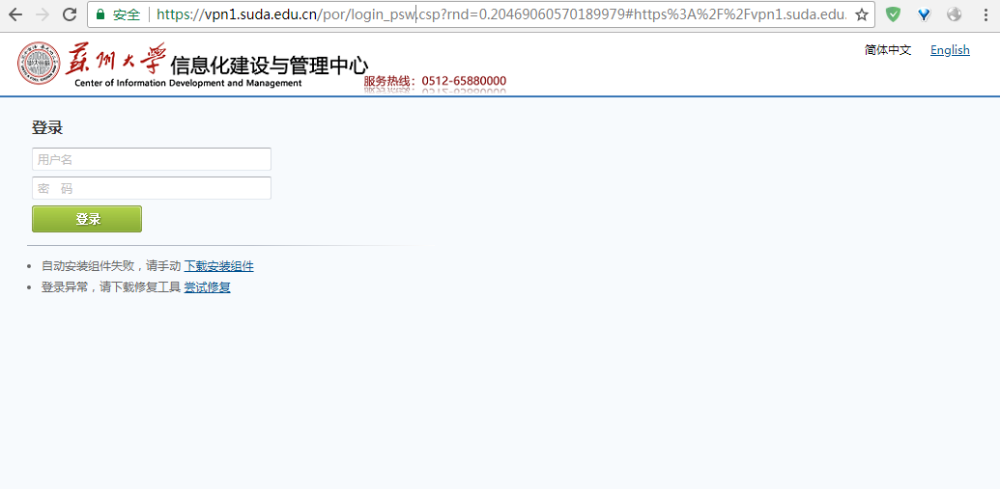 安全 https://vpn1.suda.edu.cn/por/login_psw.csp?rnd=0.20469060570189979#https%3A%2F%2Fvpn1.suda.edu.
蘇州大學 信息化建设与管理中心
Center of Information Development and Management
服务热线：0512-65880000
简体中文 English
登录
用户名
密 码
登录
自动安装组件失败，请手动 下载安装组件
登录异常，请下载修复工具 尝试修复